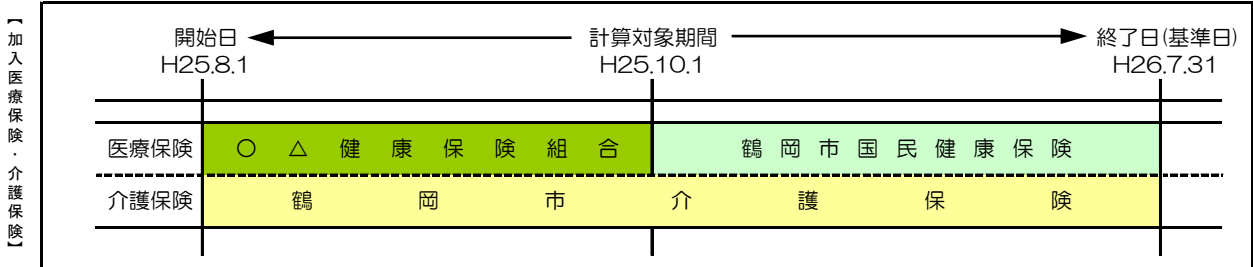 【加入医療保険・介護保険】
開始日 計算対象期間 終了日(基準日)
H25.8.1 H25.10.1 H26.7.31
医療保険 〇△健康保険組合 鶴岡市国民健康保険
介護保険 鶴岡市介護保険